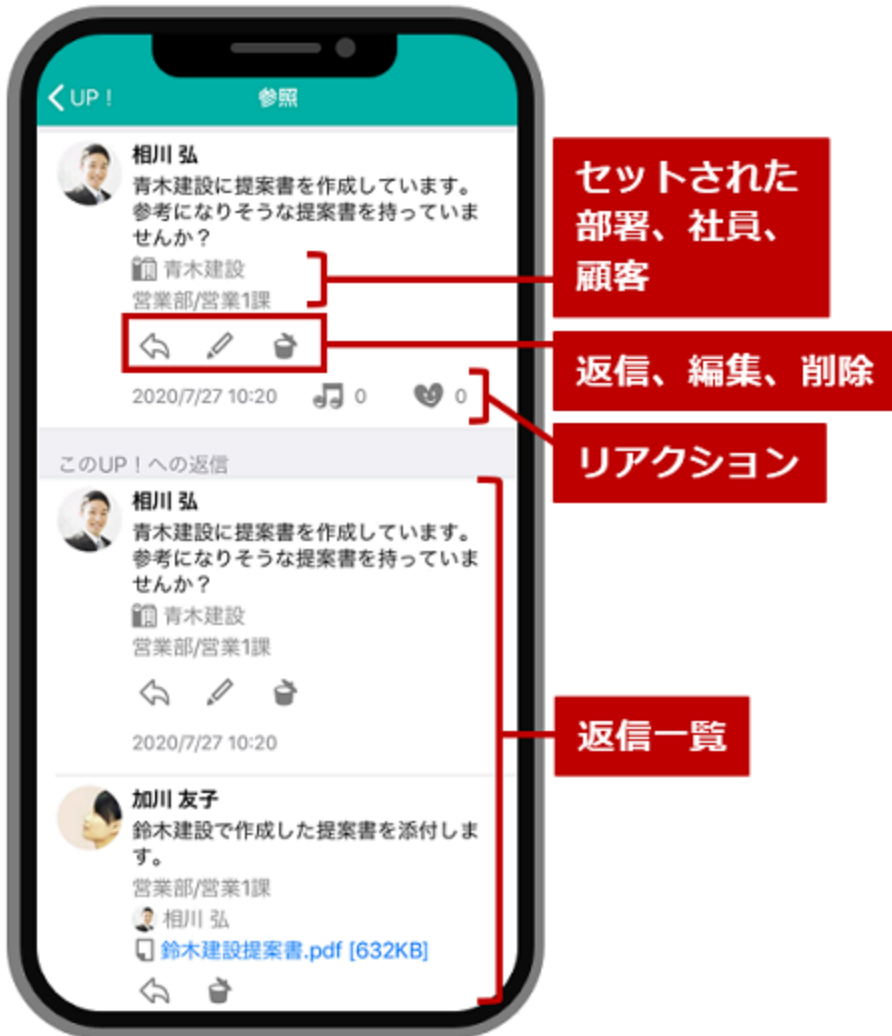 UP！
参照
相川 弘
青木建設に提案書を作成しています。
参考になりそうな提案書を持っていま
せんか？
青木建設
営業部/営業1課
2020/7/27 10:20
0
0
セットされた
部署、社員、
顧客
返信、編集、削除
リアクション
このUP！への返信
相川 弘
青木建設に提案書を作成しています。
参考になりそうな提案書を持っていま
せんか？
青木建設
営業部/営業1課
2020/7/27 10:20
加川 友子
鈴木建設で作成した提案書を添付しま
す。
営業部/営業1課
相川 弘
鈴木建設提案書.pdf [632KB]
返信一覧